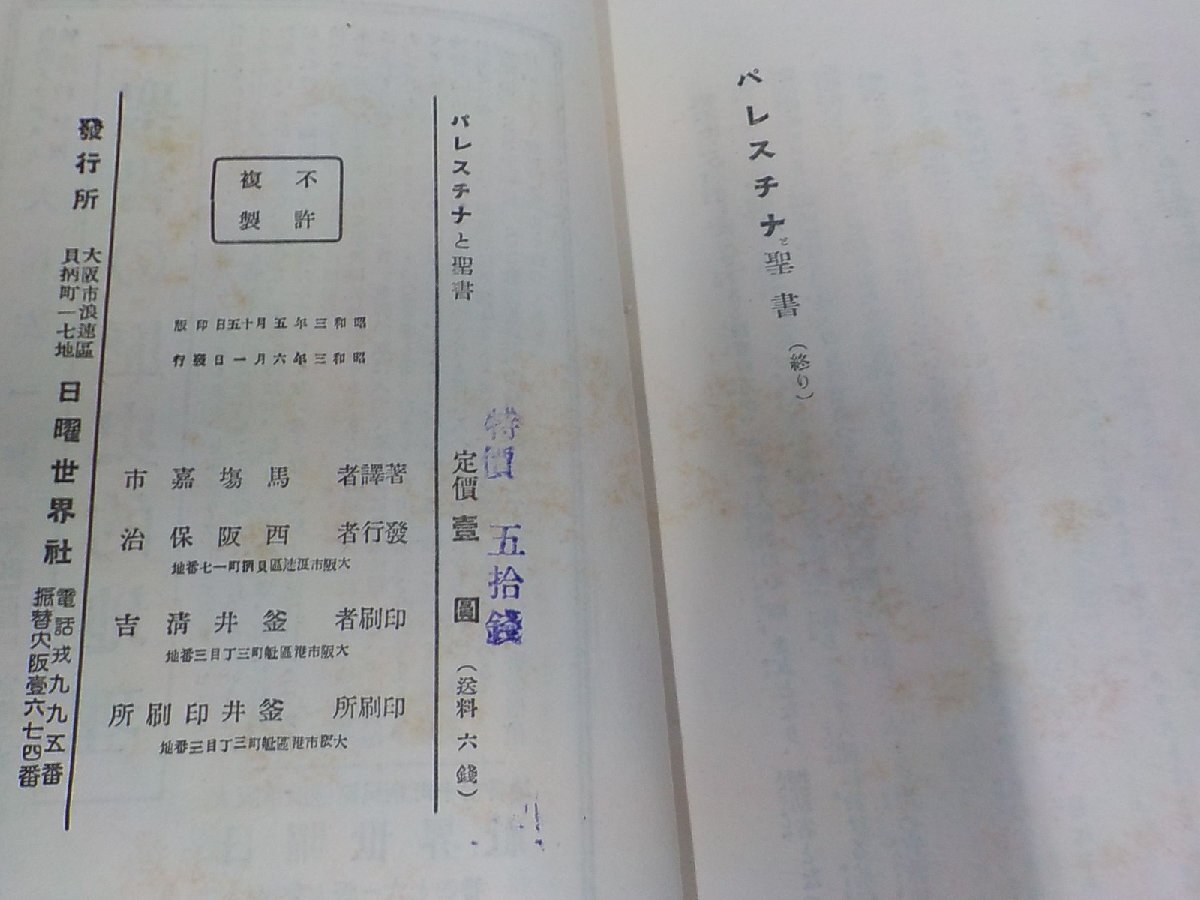 パレスチナと聖書（終り）
パレスチナと聖書
定價壹圓（送料六錢）
特價　五拾錢
不許
複製
昭和三年五月十五日印版
昭和三年六月一日發行
著譯者　馬場嘉市
發行者　西阪保治
大阪市浪速區貝柄町一七番地
印刷者　釜井淸吉
大阪市港區町三丁目三番地
印刷所　釜井印刷所
大阪市港區町三丁目三番地
發行所
大阪市浪速區
貝柄町一七地
日曜世界社
電話戎九九五番
振替大阪壹六七四番